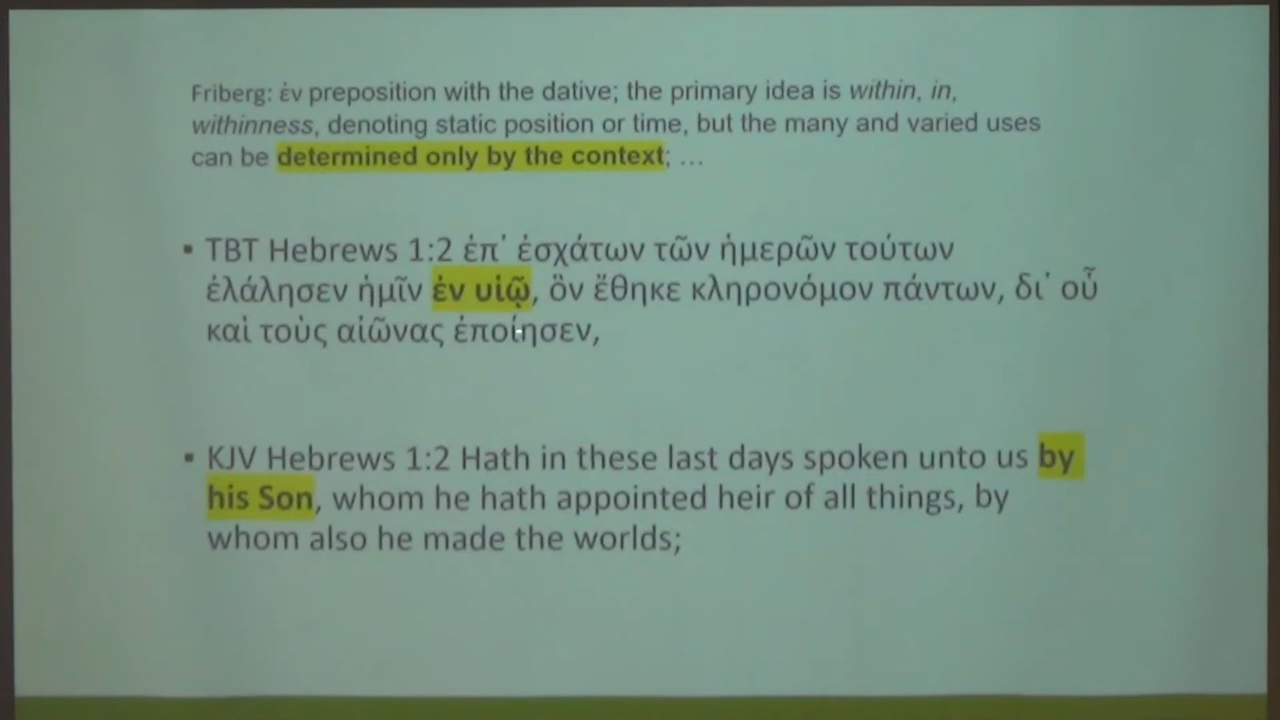 Friberg: ἐν preposition with the dative; the primary idea is within, in,
withinness, denoting static position or time, but the many and varied uses
can be determined only by the context; …
▪ TBT Hebrews 1:2 ἐπ᾽ ἐσχάτων τῶν ἡμερῶν τούτων
ἐλάλησεν ἡμῖν ἐν υἱῷ, ὃν ἔθηκε κληρονόμον πάντων, δι᾽ οὗ
καὶ τοὺς αἰῶνας ἐποίησεν,
▪ KJV Hebrews 1:2 Hath in these last days spoken unto us by
his Son, whom he hath appointed heir of all things, by
whom also he made the worlds;